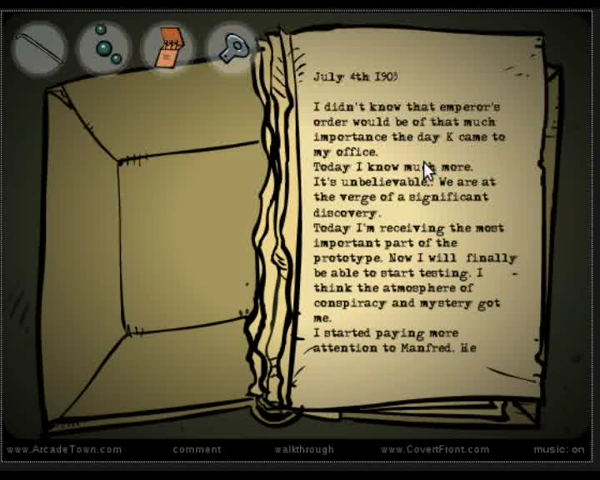 July 4th 1903
I didn't know that emperor's
order would be of that much
importance the day K came to
my office.
Today I know much more.
It's unbelievable. We are at
the verge of a significant
discovery.
Today I'm receiving the most
important part of the
prototype. Now I will finally
be able to start testing. I
think the atmosphere of
conspiracy and mystery got
me.
I started paying more
attention to Manfred. He
www.ArcadeTown.com comment walkthrough www.CovertFront.com music: on